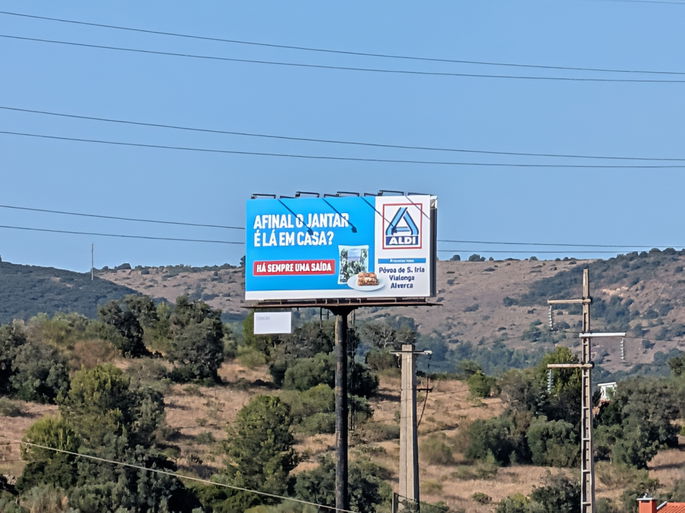 AFINAL O JANTAR
É LÁ EM CASA?
HÁ SEMPRE UMA SAÍDA
ALDI
Póvoa de S. Iria
Vialonga
Alverca